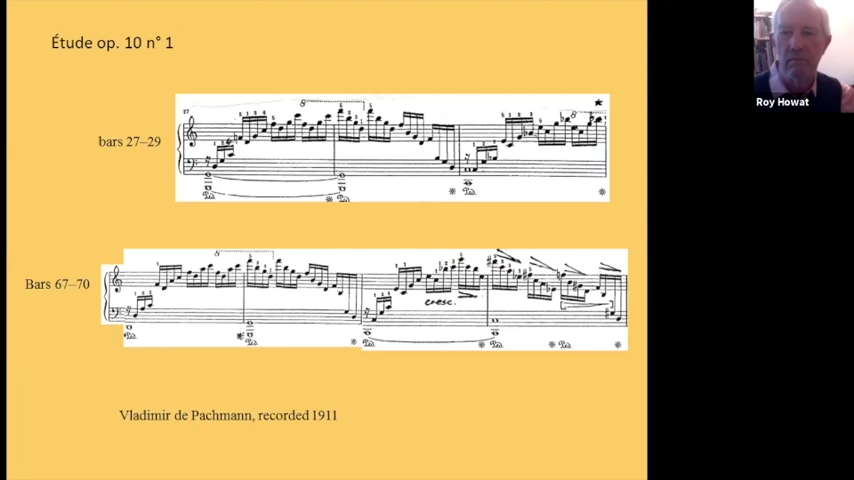 Étude op. 10 n° 1
Roy Howat
bars 27–29
Bars 67–70
cresc.
Vladimir de Pachmann, recorded 1911